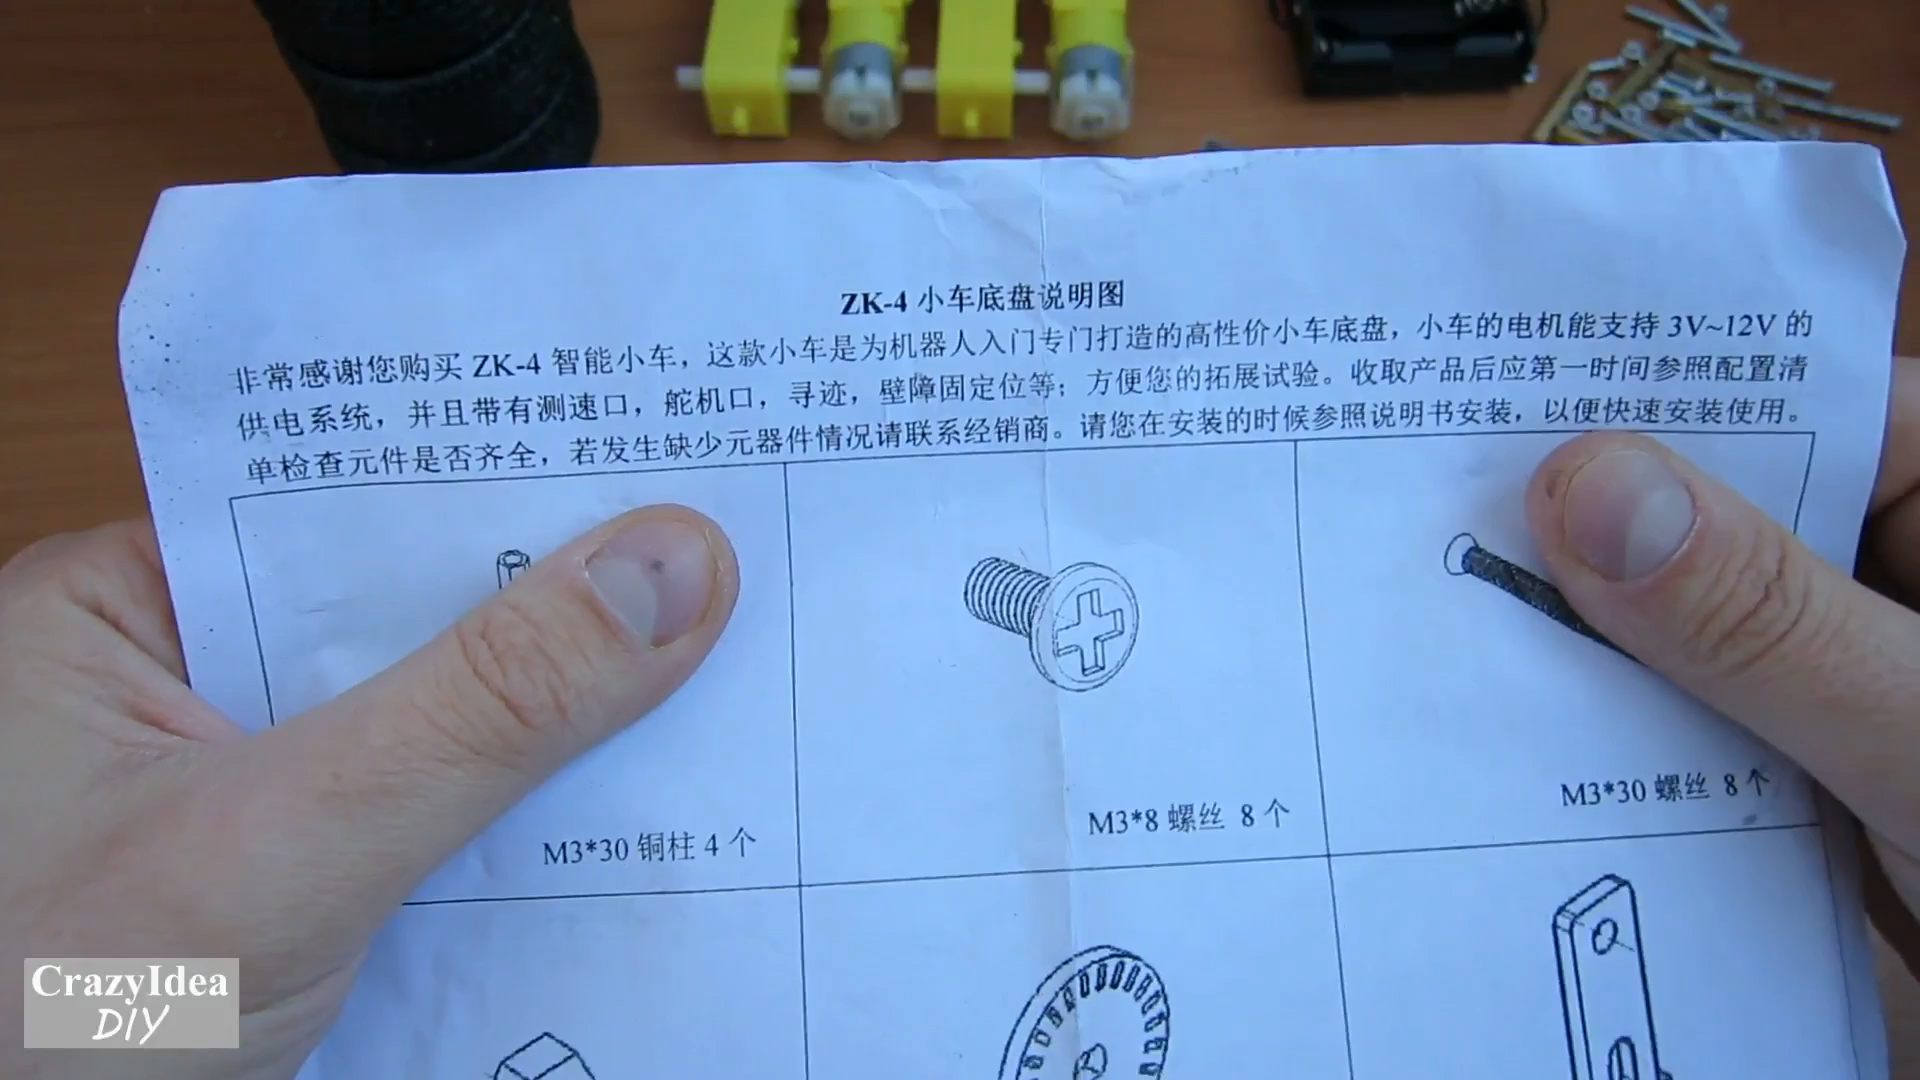 ZK-4 小车底盘说明图
非常感谢您购买 ZK-4 智能小车，这款小车是为机器人入门专门打造的高性价小车底盘，小车的电机能支持 3V~12V 的
供电系统，并且带有测速口，舵机口，寻迹，壁障固定位等；方便您的拓展试验。收取产品后应第一时间参照配置清
单检查元件是否齐全，若发生缺少元器件情况请联系经销商。请您在安装的时候参照说明书安装，以便快速安装使用。
M3*30 铜柱 4 个
M3*8 螺丝 8 个
M3*30 螺丝 8 个
CrazyIdea
DIY